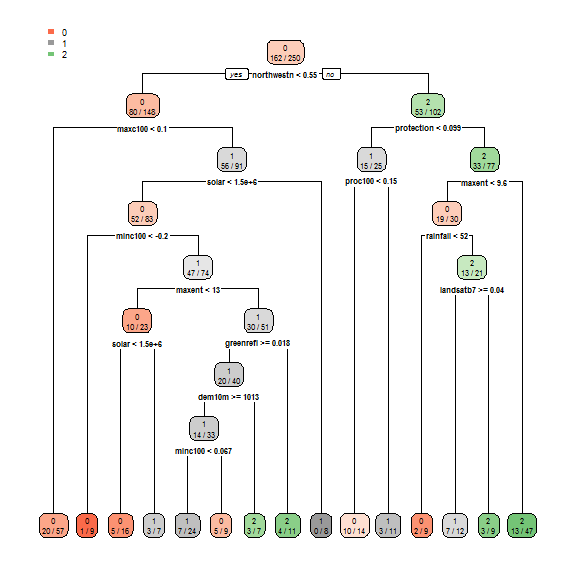 0
1
2
0
162 / 250
yes northwestn < 0.55 no
0
80 / 148
2
53 / 102
maxc100 < 0.1
protection < 0.099
1
56 / 91
1
15 / 25
2
33 / 77
solar < 1.5e+6
proc100 < 0.15
maxent < 9.6
0
52 / 83
0
19 / 30
minc100 < -0.2
rainfall < 52
1
47 / 74
2
13 / 21
maxent < 13
landsatb7 >= 0.04
0
10 / 23
1
30 / 51
solar < 1.5e+6
greenrefl >= 0.018
1
20 / 40
dem10m >= 1013
1
14 / 33
minc100 < 0.067
0 0 0 1 1 0 2 2 1 0 1 0 1 2 2
20 / 57 1 / 9 5 / 16 3 / 7 7 / 24 5 / 9 3 / 7 4 / 11 0 / 8 10 / 14 3 / 11 2 / 9 7 / 12 3 / 9 13 / 47